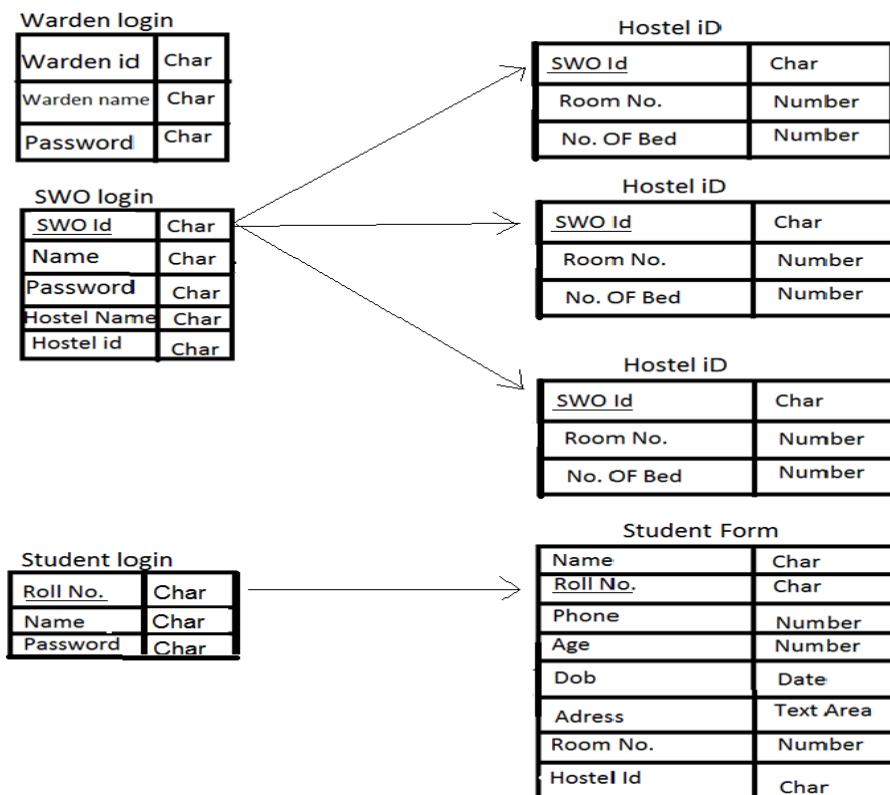 Warden login
Warden id Char
Warden name Char
Password Char
Hostel iD
SWO Id Char
Room No. Number
No. OF Bed Number
SWO login
SWO Id Char
Name Char
Password Char
Hostel Name Char
Hostel id Char
Hostel iD
SWO Id Char
Room No. Number
No. OF Bed Number
Hostel iD
SWO Id Char
Room No. Number
No. OF Bed Number
Student login
Roll No. Char
Name Char
Password Char
Student Form
Name Char
Roll No. Char
Phone Number
Age Number
Dob Date
Adress Text Area
Room No. Number
Hostel Id Char